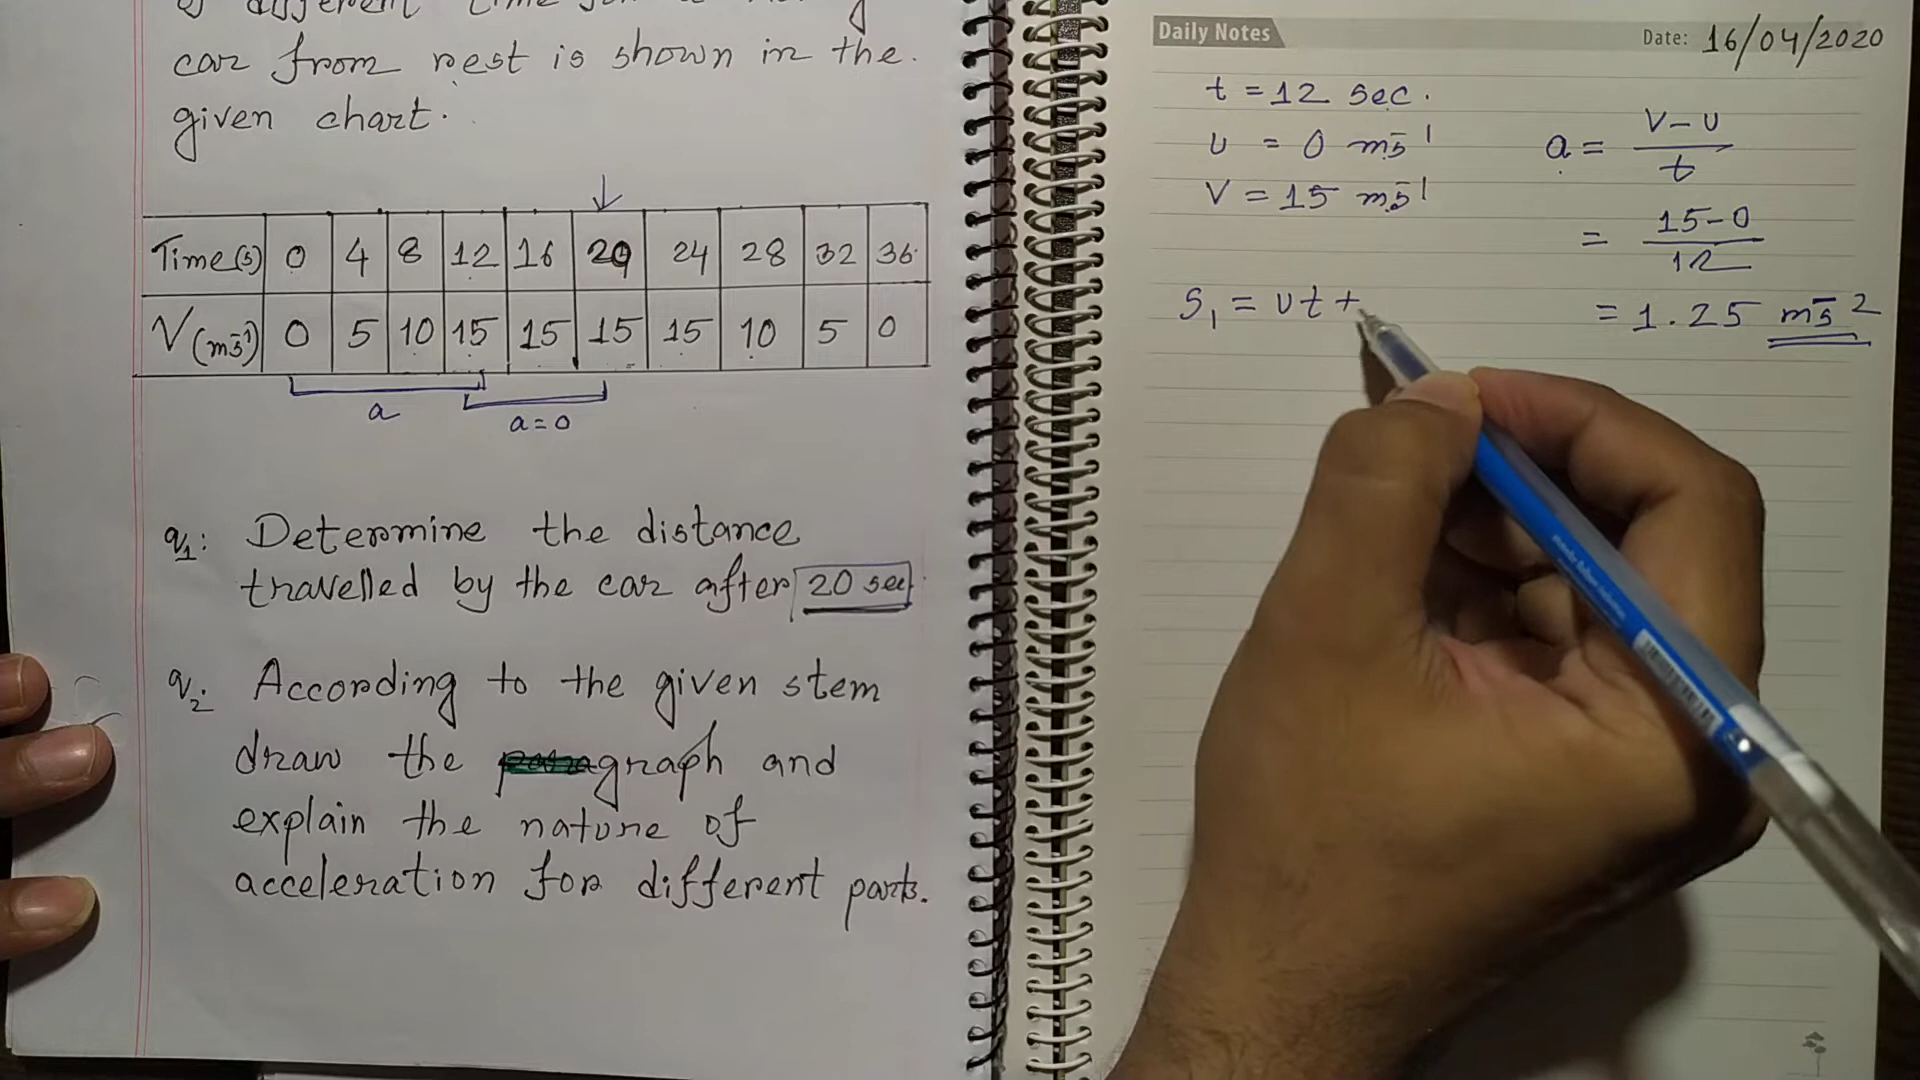 different time for a
car from rest is shown in the.
given chart.
Time(s) 0 4 8 12 16 20 24 28 32 36
V(ms⁻¹) 0 5 10 15 15 15 15 10 5 0
a
a = 0
q1: Determine the distance
travelled by the car after 20 sec.
q2: According to the given stem
draw the graph and
explain the nature of
acceleration for different parts.
Daily Notes
Date: 16/04/2020
t = 12 sec.
u = 0 ms⁻¹
V = 15 ms⁻¹
a = V-U / t
= 15-0 / 12
= 1.25 ms⁻²
S₁ = ut +